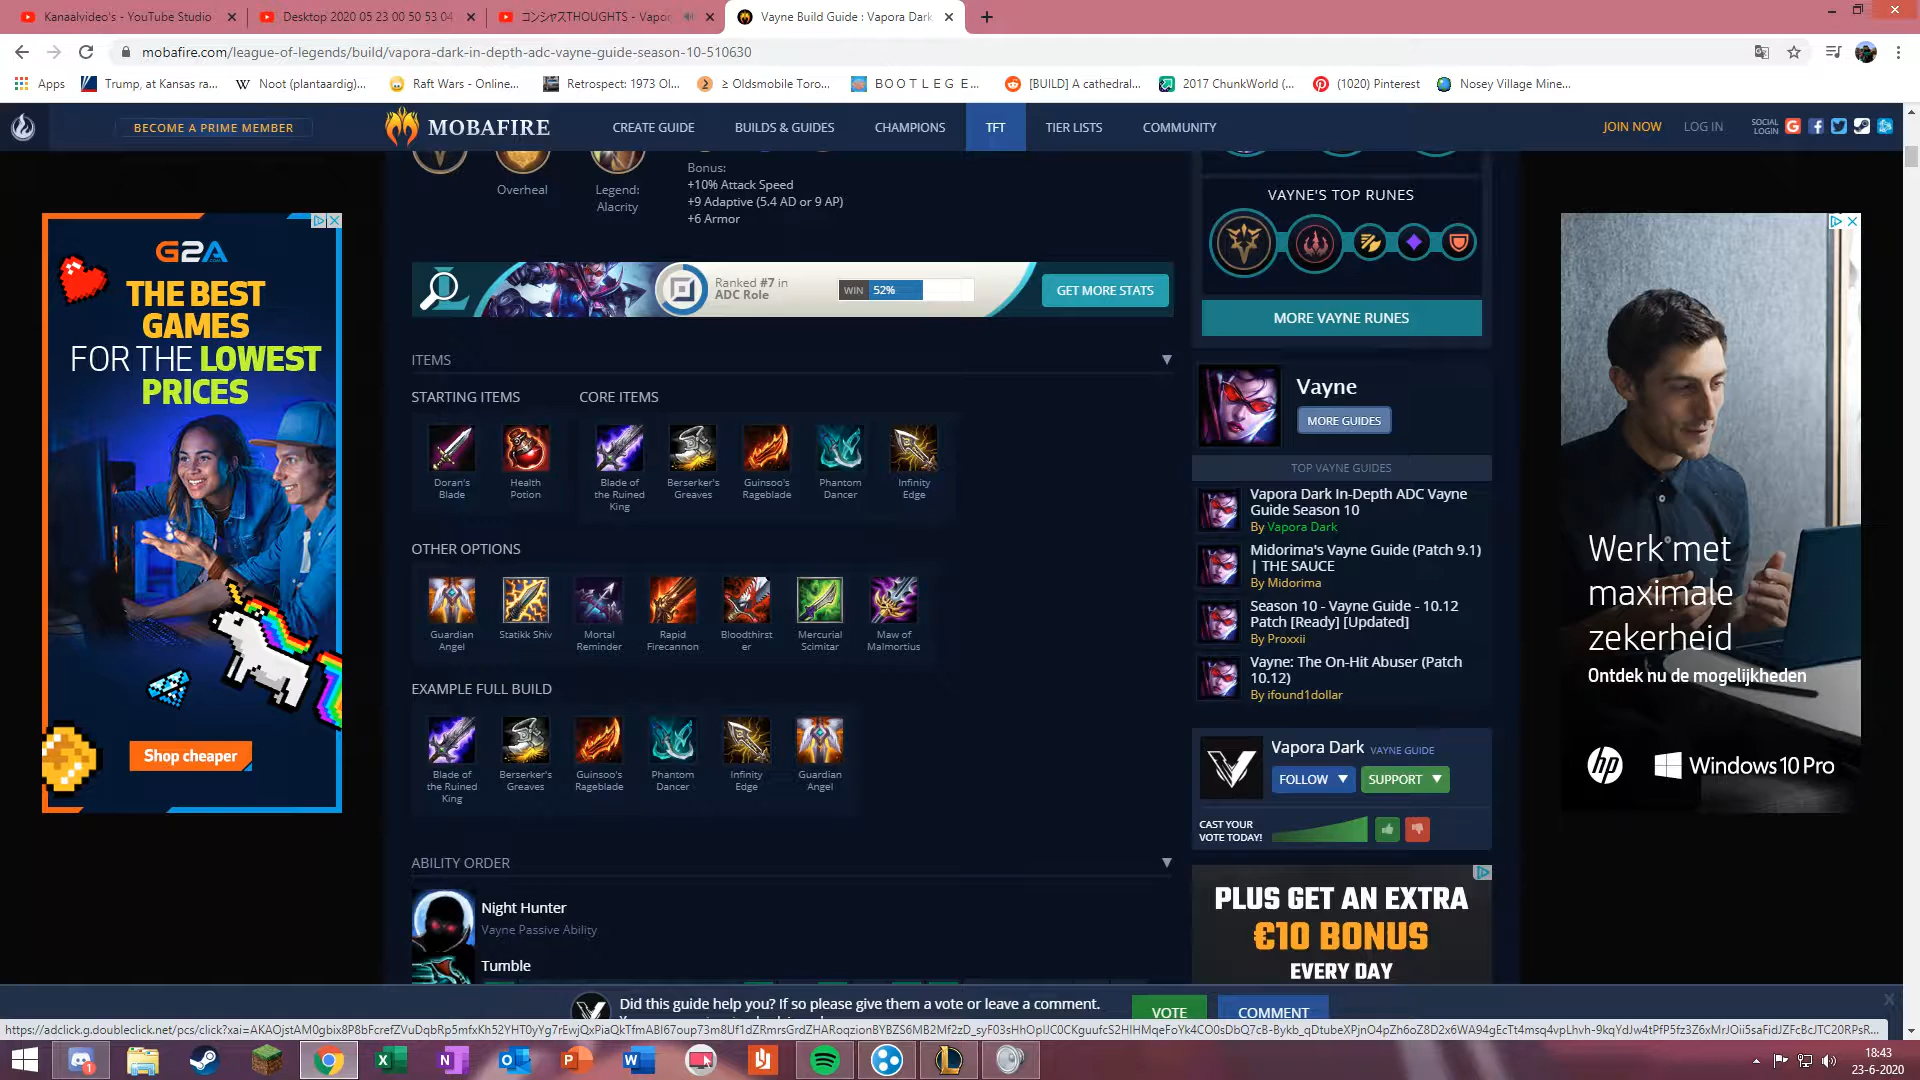 Kanaalvideo's - YouTube Studio
Desktop 2020 05 23 00 50 53 04
コンシャスTHOUGHTS - Vapor
Vayne Build Guide : Vapora Dark
mobafire.com/league-of-legends/build/vapora-dark-in-depth-adc-vayne-guide-season-10-510630
Apps
Trump, at Kansas ra...
Noot (plantaardig)...
Raft Wars - Online...
Retrospect: 1973 Ol...
≥ Oldsmobile Toro...
B O O T L E G E...
[BUILD] A cathedral...
2017 ChunkWorld (...
(1020) Pinterest
Nosey Village Mine...
BECOME A PRIME MEMBER
MOBAFIRE
CREATE GUIDE
BUILDS & GUIDES
CHAMPIONS
TFT
TIER LISTS
COMMUNITY
JOIN NOW
LOG IN
SOCIAL
LOGIN
Overheal
Legend:
Alacrity
Bonus:
+10% Attack Speed
+9 Adaptive (5.4 AD or 9 AP)
+6 Armor
Ranked #7 in
ADC Role
WIN 52%
GET MORE STATS
ITEMS
STARTING ITEMS
CORE ITEMS
Doran's
Blade
Health
Potion
Blade of
the Ruined
King
Berserker's
Greaves
Guinsoo's
Rageblade
Phantom
Dancer
Infinity
Edge
OTHER OPTIONS
Guardian
Angel
Statikk Shiv
Mortal
Reminder
Rapid
Firecannon
Bloodthirst
er
Mercurial
Scimitar
Maw of
Malmortius
EXAMPLE FULL BUILD
Blade of
the Ruined
King
Berserker's
Greaves
Guinsoo's
Rageblade
Phantom
Dancer
Infinity
Edge
Guardian
Angel
ABILITY ORDER
Night Hunter
Vayne Passive Ability
Tumble
VAYNE'S TOP RUNES
MORE VAYNE RUNES
Vayne
MORE GUIDES
TOP VAYNE GUIDES
Vapora Dark In-Depth ADC Vayne
Guide Season 10
By Vapora Dark
Midorima's Vayne Guide (Patch 9.1)
| THE SAUCE
By Midorima
Season 10 - Vayne Guide - 10.12
Patch [Ready] [Updated]
By Proxxii
Vayne: The On-Hit Abuser (Patch
10.12)
By ifound1dollar
Vapora Dark VAYNE GUIDE
FOLLOW
SUPPORT
CAST YOUR
VOTE TODAY!
PLUS GET AN EXTRA
€10 BONUS
EVERY DAY
G2A
THE BEST
GAMES
FOR THE LOWEST
PRICES
Shop cheaper
Werk met
maximale
zekerheid
Ontdek nu de mogelijkheden
hp
Windows 10 Pro
Did this guide help you? If so please give them a vote or leave a comment.
VOTE
COMMENT
18:43
23-6-2020